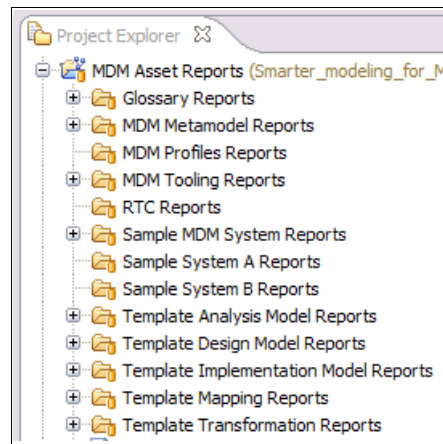 Project Explorer
MDM Asset Reports (Smarter_modeling_for_M
Glossary Reports
MDM Metamodel Reports
MDM Profiles Reports
MDM Tooling Reports
RTC Reports
Sample MDM System Reports
Sample System A Reports
Sample System B Reports
Template Analysis Model Reports
Template Design Model Reports
Template Implementation Model Reports
Template Mapping Reports
Template Transformation Reports